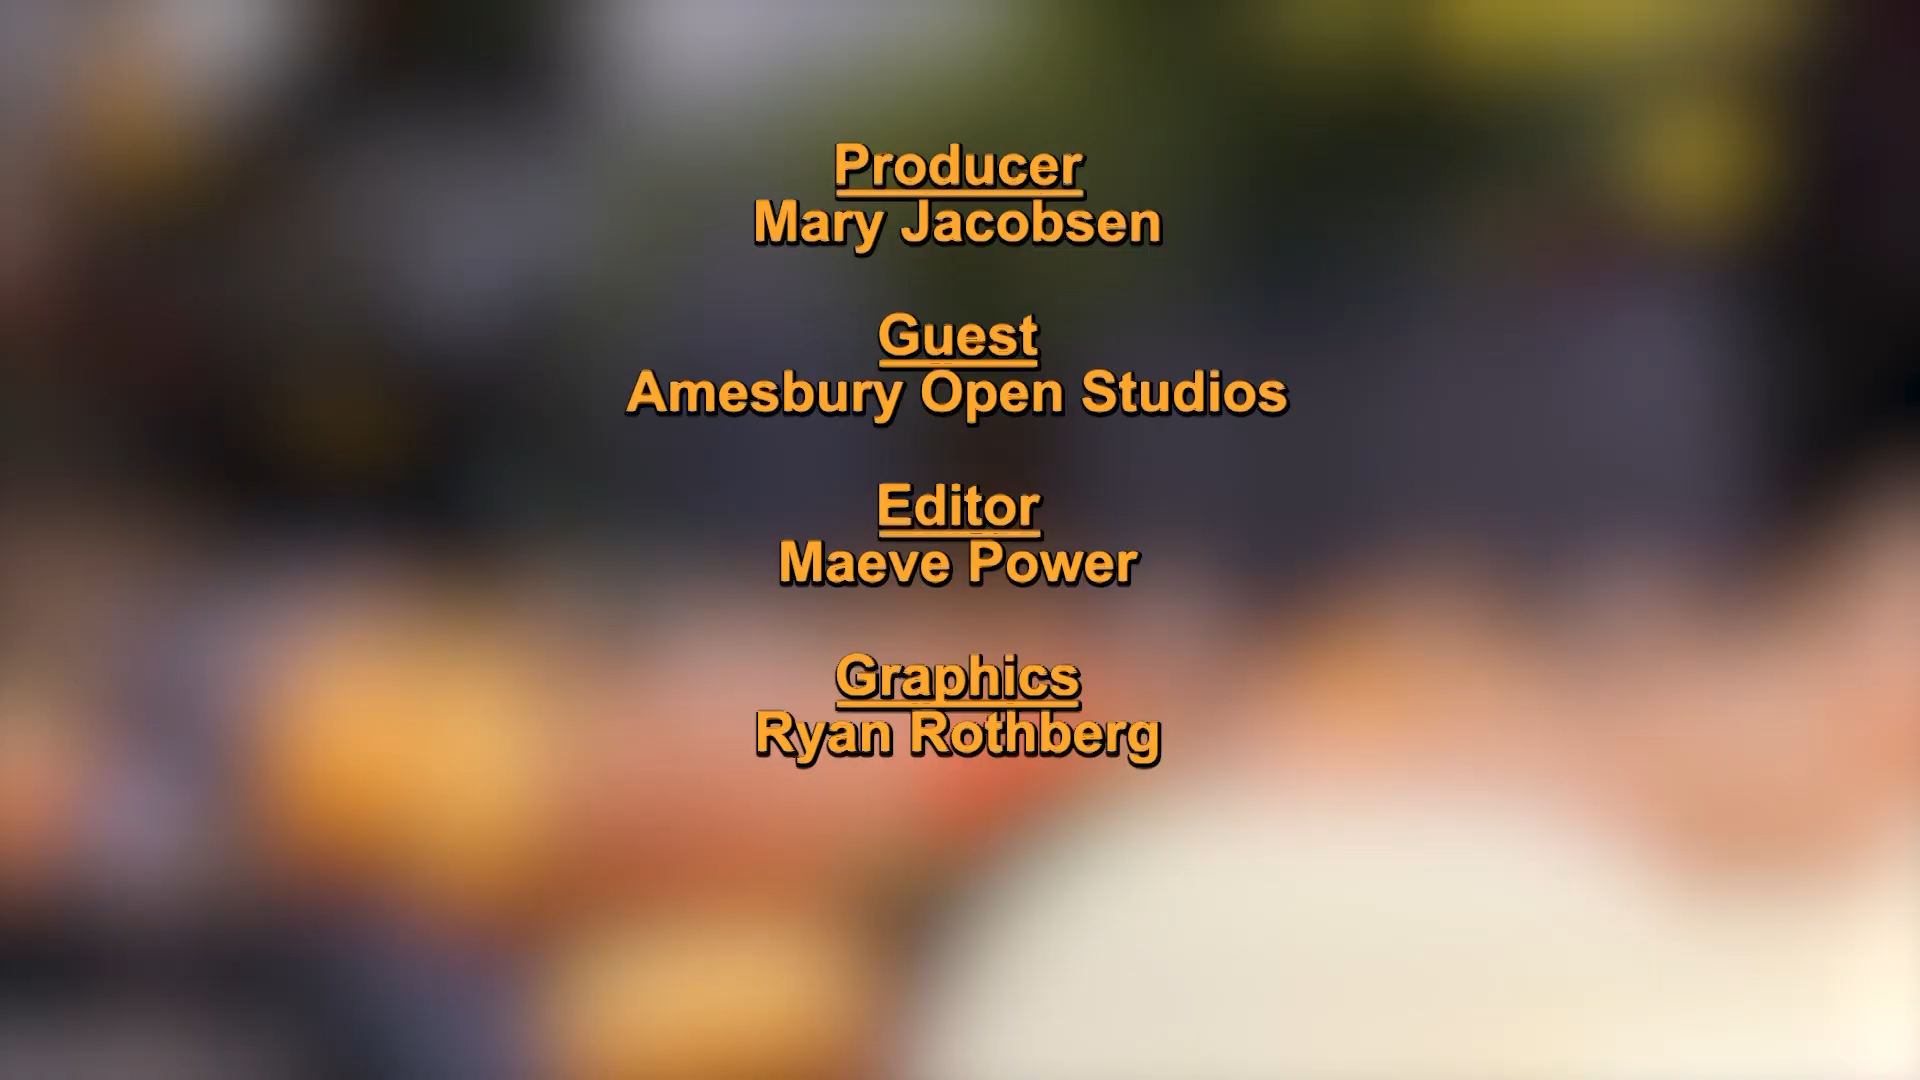 Producer
Mary Jacobsen
Guest
Amesbury Open Studios
Editor
Maeve Power
Graphics
Ryan Rothberg